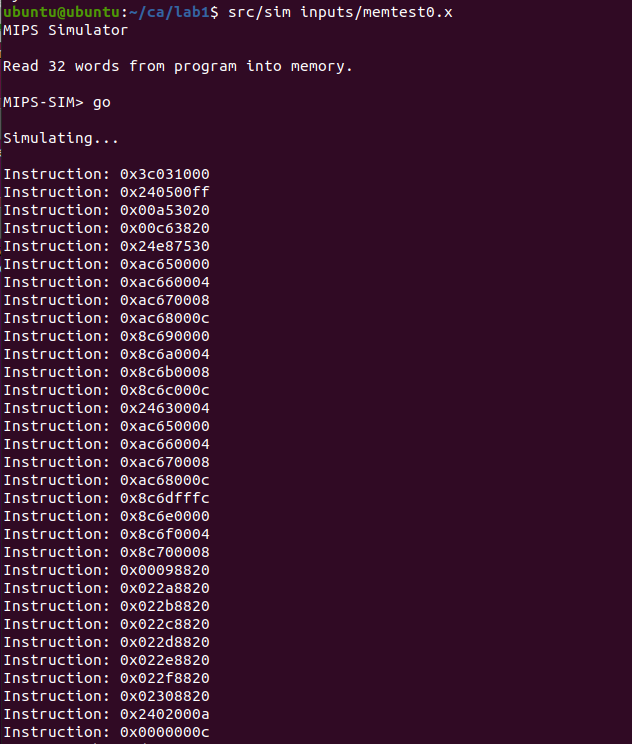 ubuntu@ubuntu:~/ca/lab1$ src/sim inputs/memtest0.x
MIPS Simulator
Read 32 words from program into memory.
MIPS-SIM> go
Simulating...
Instruction: 0x3c031000
Instruction: 0x240500ff
Instruction: 0x00a53020
Instruction: 0x00c63820
Instruction: 0x24e87530
Instruction: 0xac650000
Instruction: 0xac660004
Instruction: 0xac670008
Instruction: 0xac68000c
Instruction: 0x8c690000
Instruction: 0x8c6a0004
Instruction: 0x8c6b0008
Instruction: 0x8c6c000c
Instruction: 0x24630004
Instruction: 0xac650000
Instruction: 0xac660004
Instruction: 0xac670008
Instruction: 0xac68000c
Instruction: 0x8c6dfffc
Instruction: 0x8c6e0000
Instruction: 0x8c6f0004
Instruction: 0x8c700008
Instruction: 0x00098820
Instruction: 0x022a8820
Instruction: 0x022b8820
Instruction: 0x022c8820
Instruction: 0x022d8820
Instruction: 0x022e8820
Instruction: 0x022f8820
Instruction: 0x02308820
Instruction: 0x2402000a
Instruction: 0x0000000c